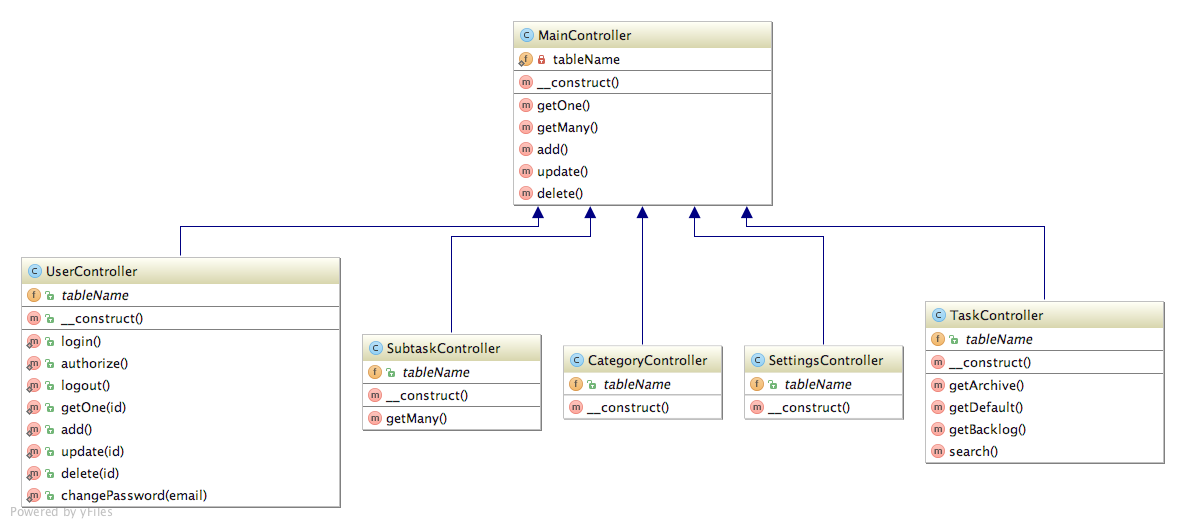 MainController
tableName
__construct()
getOne()
getMany()
add()
update()
delete()
UserController
tableName
__construct()
login()
authorize()
logout()
getOne(id)
add()
update(id)
delete(id)
changePassword(email)
SubtaskController
tableName
__construct()
getMany()
CategoryController
tableName
__construct()
SettingsController
tableName
__construct()
TaskController
tableName
__construct()
getArchive()
getDefault()
getBacklog()
search()
Powered by yFiles